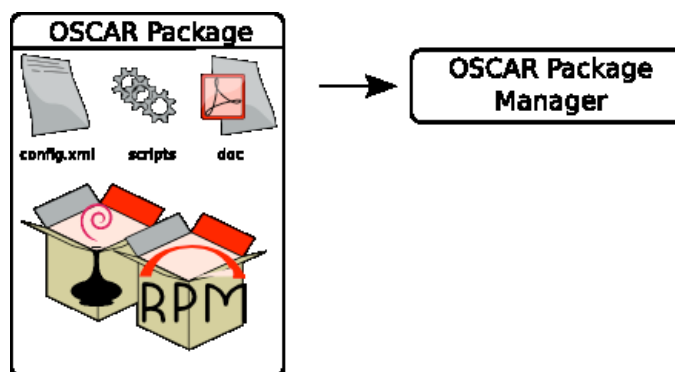 OSCAR Package
config.xml scripts doc
RPM
OSCAR Package
Manager